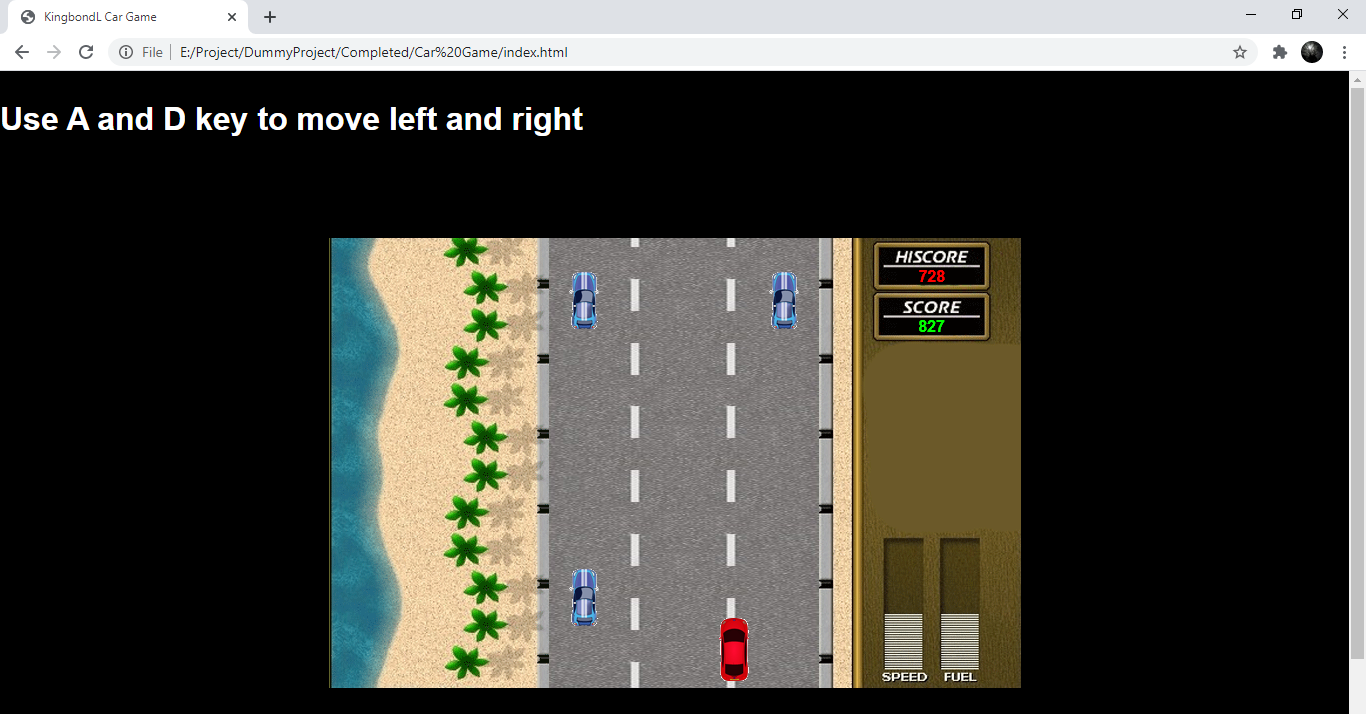 KingbondL Car Game
File E:/Project/DummyProject/Completed/Car%20Game/index.html
Use A and D key to move left and right
HISCORE
728
SCORE
827
SPEED FUEL